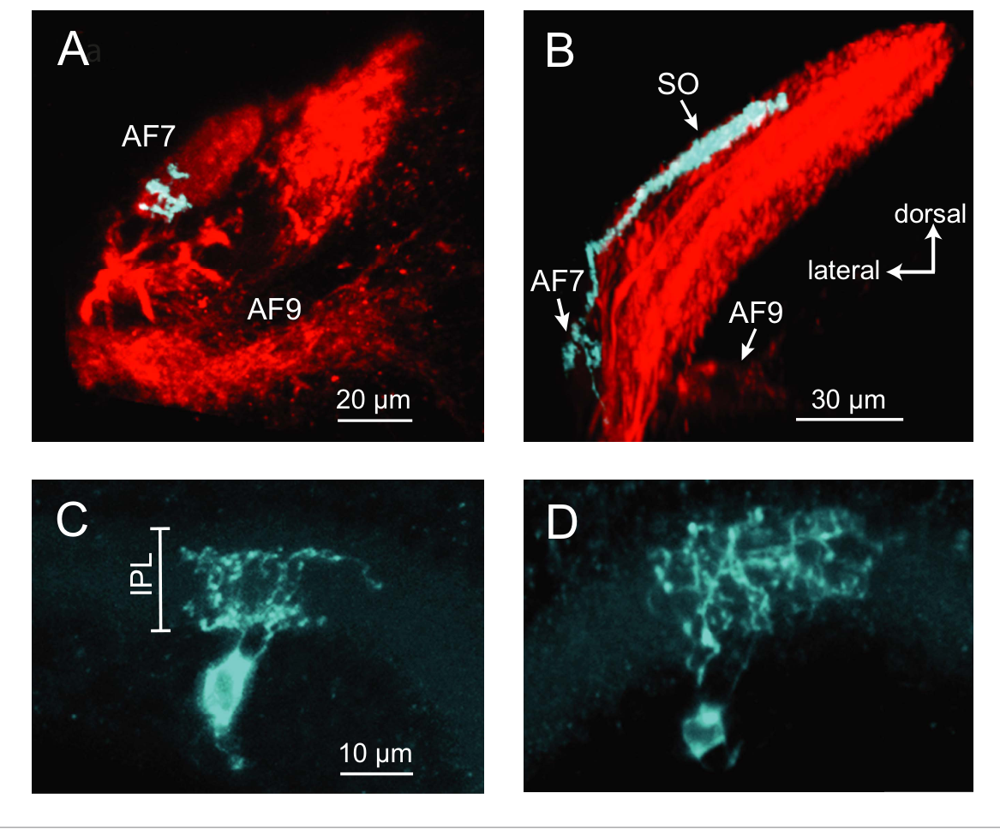 A
a
AF7
AF9
20 µm
B
SO
dorsal
lateral
AF7
AF9
30 µm
C
IPL
10 µm
D